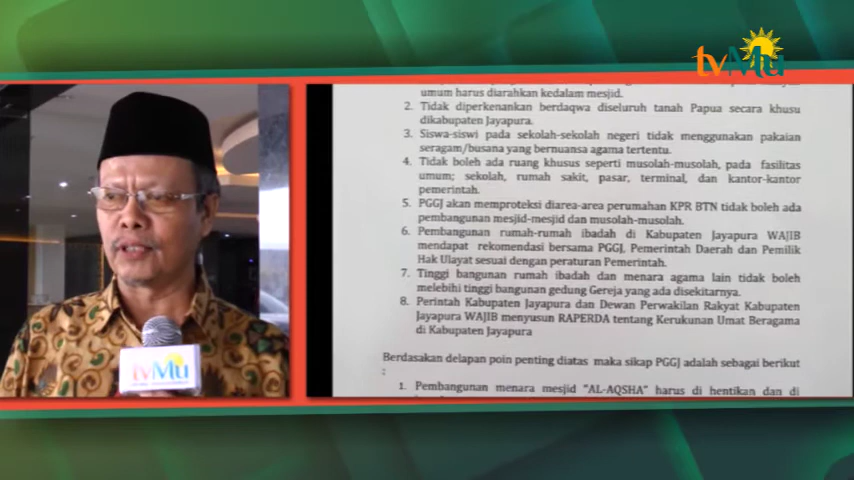 tvMu
umum harus diarahkan kedalam mesjid.
2. Tidak diperkenankan berdaqwa diseluruh tanah Papua secara khusu
dikabupaten Jayapura.
3. Siswa-siswi pada sekolah-sekolah negeri tidak menggunakan pakaian
seragam/busana yang bernuansa agama tertentu.
4. Tidak boleh ada ruang khusus seperti musolah-musolah, pada fasilitas
umum; sekolah, rumah sakit, pasar, terminal, dan kantor-kantor
pemerintah.
5. PGGJ akan memproteksi diarea-area perumahan KPR BTN tidak boleh ada
pembangunan mesjid-mesjid dan musolah-musolah.
6. Pembangunan rumah-rumah ibadah di Kabupaten Jayapura WAJIB
mendapat rekomendasi bersama PGGJ, Pemerintah Daerah dan Pemilik
Hak Ulayat sesuai dengan peraturan Pemerintah.
7. Tinggi bangunan rumah ibadah dan menara agama lain tidak boleh
melebihi tinggi bangunan gedung Gereja yang ada disekitarnya.
8. Perintah Kabupaten Jayapura dan Dewan Perwakilan Rakyat Kabupaten
Jayapura WAJIB menyusun RAPERDA tentang Kerukunan Umat Beragama
di Kabupaten Jayapura
Berdasakan delapan poin penting diatas maka sikap PGGJ adalah sebagai berikut
:
1. Pembangunan menara mesjid "AL-AQSHA" harus di hentikan dan di
tvMu